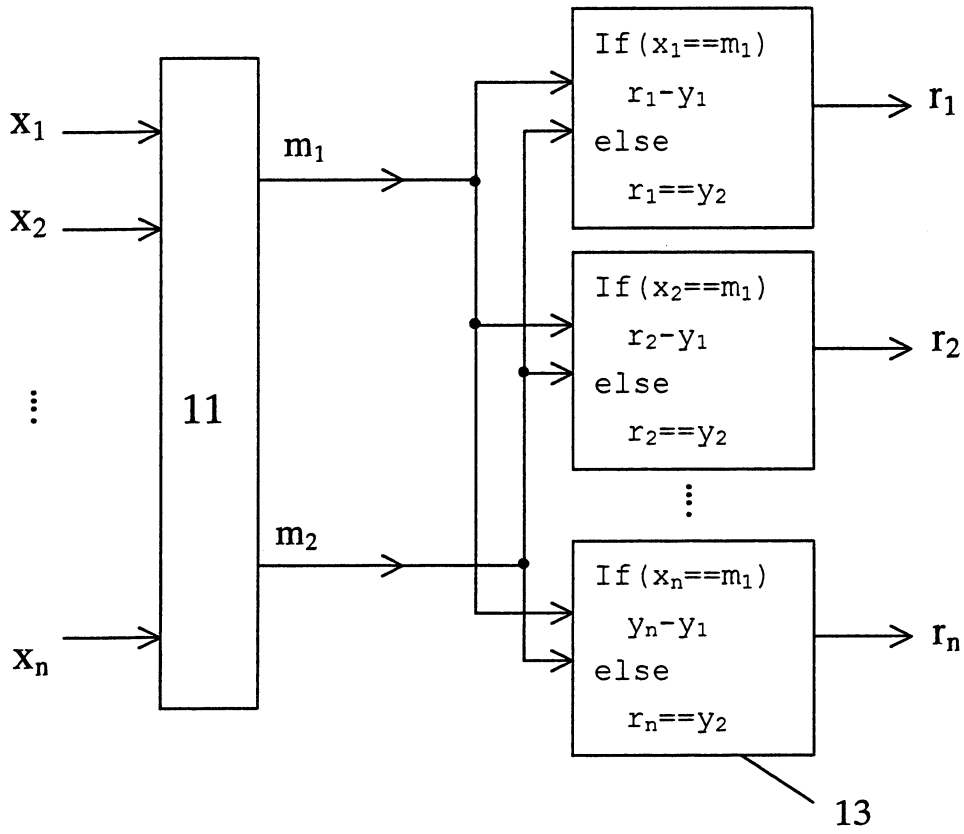 x₁
x₂
⋮
xₙ
11
m₁
m₂
If(x₁==m₁)
r₁-y₁
else
r₁==y₂
r₁
If(x₂==m₁)
r₂-y₁
else
r₂==y₂
r₂
⋮
If(xₙ==m₁)
yₙ-y₁
else
rₙ==y₂
rₙ
13